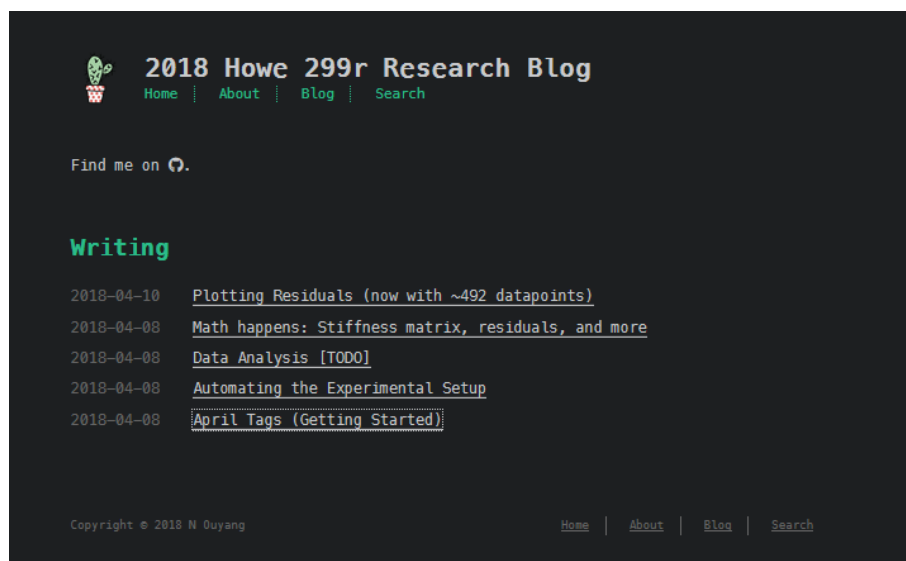 2018 Howe 299r Research Blog
Home About Blog Search
Find me on .
Writing
2018—04—10 Plotting Residuals (now with ~492 datapoints)
2018—04—08 Math happens: Stiffness matrix, residuals, and more
2018—04—08 Data Analysis [TODO]
2018—04—08 Automating the Experimental Setup
2018—04—08 April Tags (Getting Started)
Copyright © 2018 N Ouyang Home About Blog Search